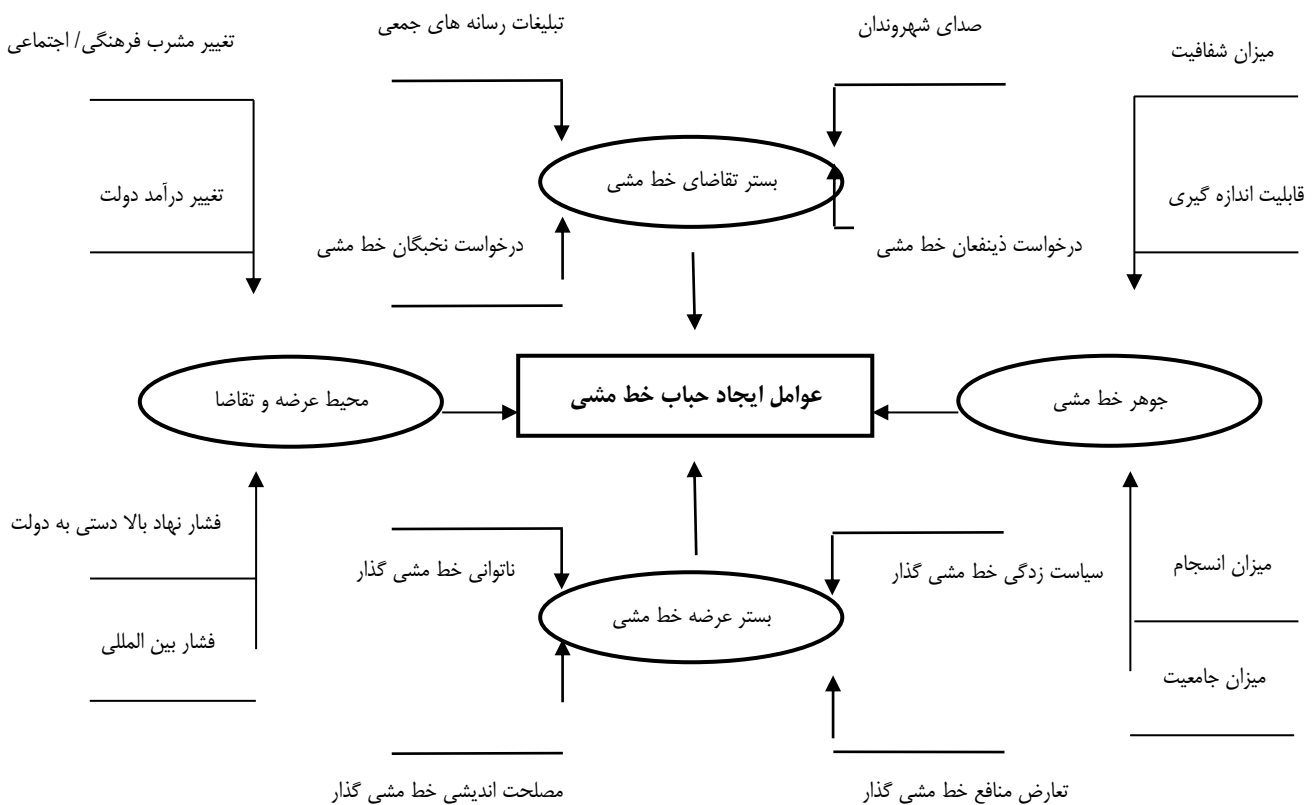 صدای شهروندان
تبلیغات رسانه های جمعی
تغییر مشرب فرهنگی/ اجتماعی
میزان شفافیت
بستر تقاضای خط مشی
تغییر درآمد دولت
قابلیت اندازه گیری
درخواست ذینفعان خط مشی
درخواست نخبگان خط مشی
جوهر خط مشی
عوامل ایجاد حباب خط مشی
محیط عرضه و تقاضا
فشار نهاد بالا دستی به دولت
میزان انسجام
سیاست زدگی خط مشی گذار
ناتوانی خط مشی گذار
بستر عرضه خط مشی
فشار بین المللی
میزان جامعیت
تعارض منافع خط مشی گذار
مصلحت اندیشی خط مشی گذار